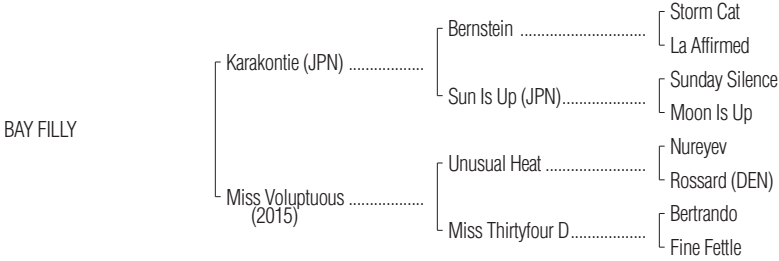 Storm Cat
Bernstein ..............................
La Affirmed
Karakontie (JPN) ..................
Sunday Silence
Sun Is Up (JPN)....................
Moon Is Up
BAY FILLY
Nureyev
Unusual Heat ........................
Rossard (DEN)
Miss Voluptuous ..................
(2015)
Bertrando
Miss Thirtyfour D..................
Fine Fettle